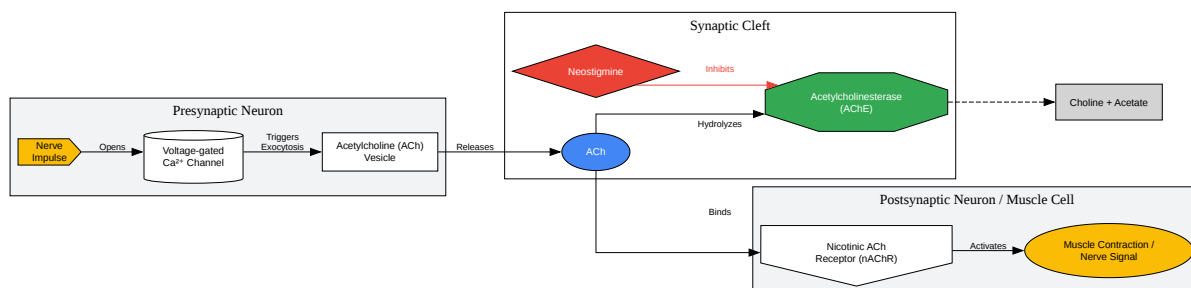 Synaptic Cleft
Neostigmine
Inhibits
Acetylcholinesterase
(AChE)
Choline + Acetate
Presynaptic Neuron
Nerve
Impulse
Opens
Voltage-gated
Ca²⁺ Channel
Triggers
Exocytosis
Acetylcholine (ACh)
Vesicle
Releases
ACh
Hydrolyzes
Postsynaptic Neuron / Muscle Cell
Binds
Nicotinic ACh
Receptor (nAChR)
Activates
Muscle Contraction /
Nerve Signal